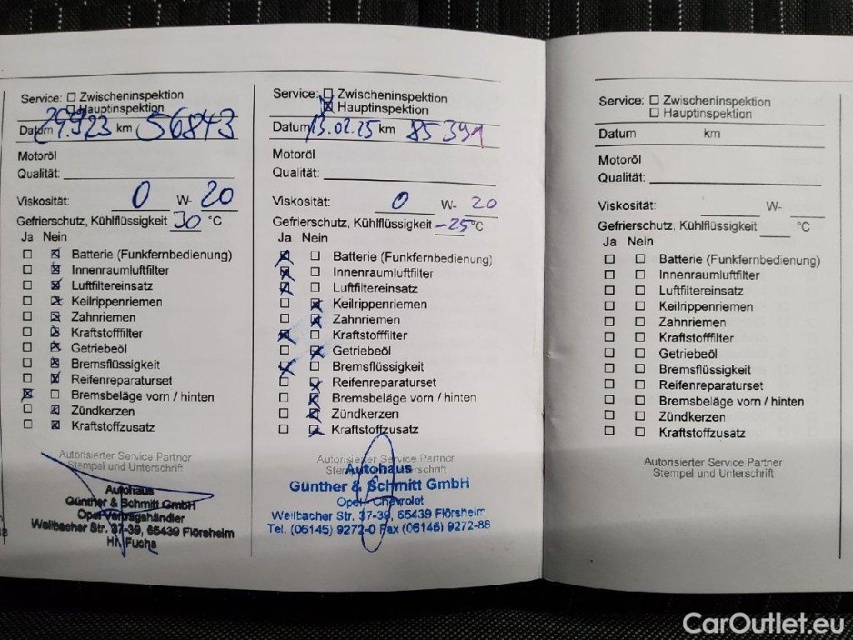 Service: Zwischeninspektion
Hauptinspektion
Datum 29.9.23 km 56843
Motoröl
Qualität:
Viskosität: 0 W- 20
Gefrierschutz, Kühlflüssigkeit 30 °C
Ja Nein
Batterie (Funkfernbedienung)
Innenraumluftfilter
Luftfiltereinsatz
Keilrippenriemen
Zahnriemen
Kraftstofffilter
Getriebeöl
Bremsflüssigkeit
Reifenreparaturset
Bremsbeläge vorn / hinten
Zündkerzen
Kraftstoffzusatz
Autorisierter Service Partner
Stempel und Unterschrift
Autohaus
Günther & Schmitt GmbH
Opel-Vertragshändler
Weilbacher Str. 37-39, 65439 Flörsheim
Hr. Fuchs
Service: Zwischeninspektion
Hauptinspektion
Datum 13.02.25 km 85391
Motoröl
Qualität:
Viskosität: 0 W- 20
Gefrierschutz, Kühlflüssigkeit -25 °C
Ja Nein
Batterie (Funkfernbedienung)
Innenraumluftfilter
Luftfiltereinsatz
Keilrippenriemen
Zahnriemen
Kraftstofffilter
Getriebeöl
Bremsflüssigkeit
Reifenreparaturset
Bremsbeläge vorn / hinten
Zündkerzen
Kraftstoffzusatz
Autorisierter Service Partner
Stempel und Unterschrift
Autohaus
Günther & Schmitt GmbH
Opel - Chevrolet
Weilbacher Str. 37-39, 65439 Flörsheim
Tel. (06145) 9272-0 Fax (06145) 9272-88
Service: Zwischeninspektion
Hauptinspektion
Datum km
Motoröl
Qualität:
Viskosität: W-
Gefrierschutz, Kühlflüssigkeit °C
Ja Nein
Batterie (Funkfernbedienung)
Innenraumluftfilter
Luftfiltereinsatz
Keilrippenriemen
Zahnriemen
Kraftstofffilter
Getriebeöl
Bremsflüssigkeit
Reifenreparaturset
Bremsbeläge vorn / hinten
Zündkerzen
Kraftstoffzusatz
Autorisierter Service Partner
Stempel und Unterschrift
CarOutlet.eu